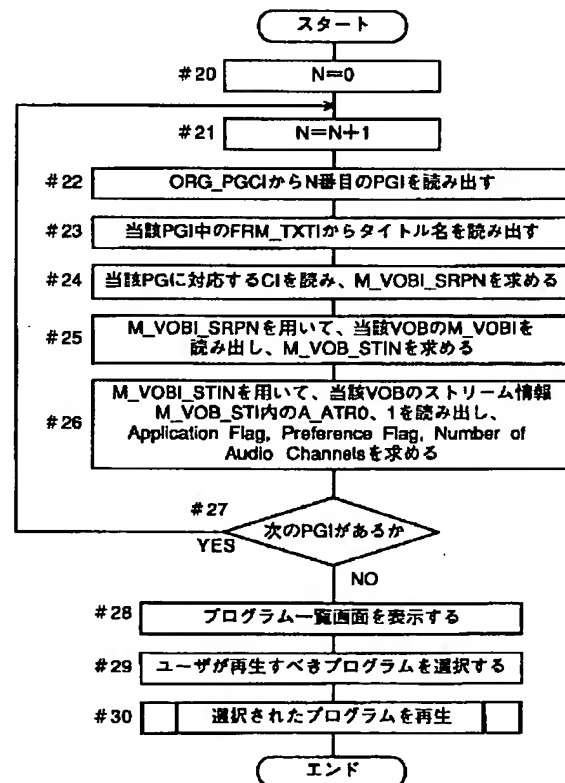 スタート
#20
N=0
#21
N=N+1
#22
ORG_PGCIからN番目のPGIを読み出す
#23
当該PGI中のFRM_TXTIからタイトル名を読み出す
#24
当該PGに対応するCIを読み、M_VOBI_SRPNを求める
#25
M_VOBI_SRPNを用いて、当該VOBのM_VOBIを
読み出し、M_VOB_STINを求める
#26
M_VOBI_STINを用いて、当該VOBのストリーム情報
M_VOB_STI内のA_ATR0、1を読み出し、
Application Flag, Preference Flag, Number of
Audio Channelsを求める
#27
次のPGIがあるか
YES
NO
#28
プログラム一覧画面を表示する
#29
ユーザが再生すべきプログラムを選択する
#30
選択されたプログラムを再生
エンド